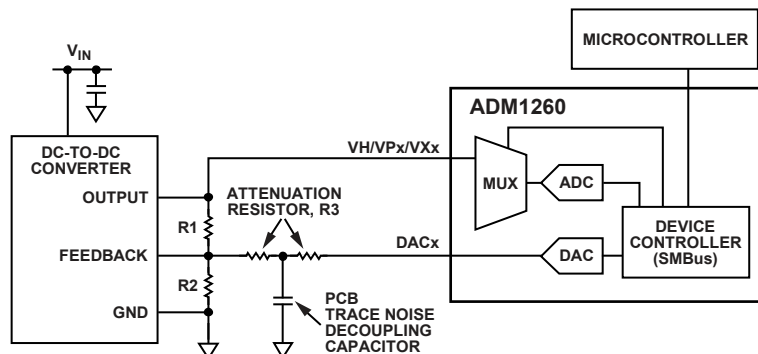 MICROCONTROLLER
VIN
ADM1260
DC-TO-DC
CONVERTER
VH/VPx/VXx
MUX
ADC
OUTPUT
ATTENUATION
RESISTOR, R3
R1
DEVICE
CONTROLLER
(SMBus)
FEEDBACK
DACx
DAC
R2
PCB
TRACE NOISE
DECOUPLING
CAPACITOR
GND